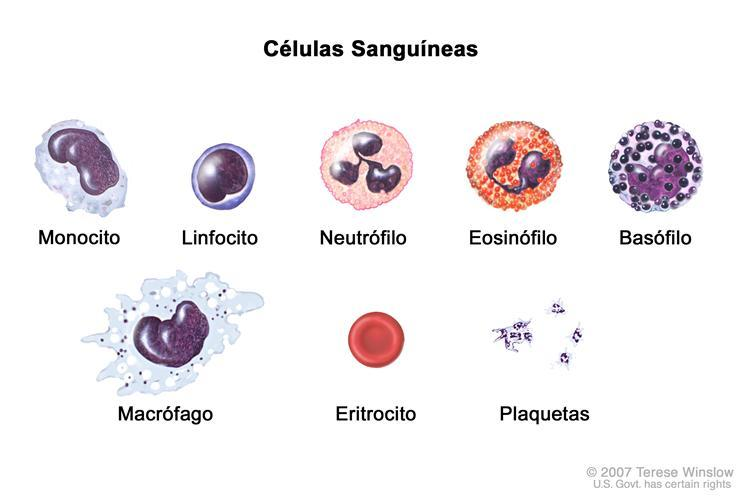 Células Sanguíneas
Monocito
Linfocito
Neutrófilo
Eosinófilo
Basófilo
Macrófago
Eritrocito
Plaquetas
© 2007 Terese Winslow
U.S. Govt. has certain rights